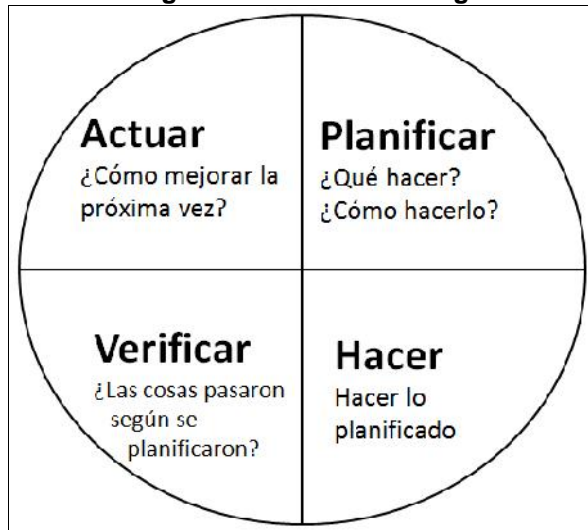 Actuar
¿Cómo mejorar la
próxima vez?
Planificar
¿Qué hacer?
¿Cómo hacerlo?
Verificar
¿Las cosas pasaron
según se
planificaron?
Hacer
Hacer lo
planificado